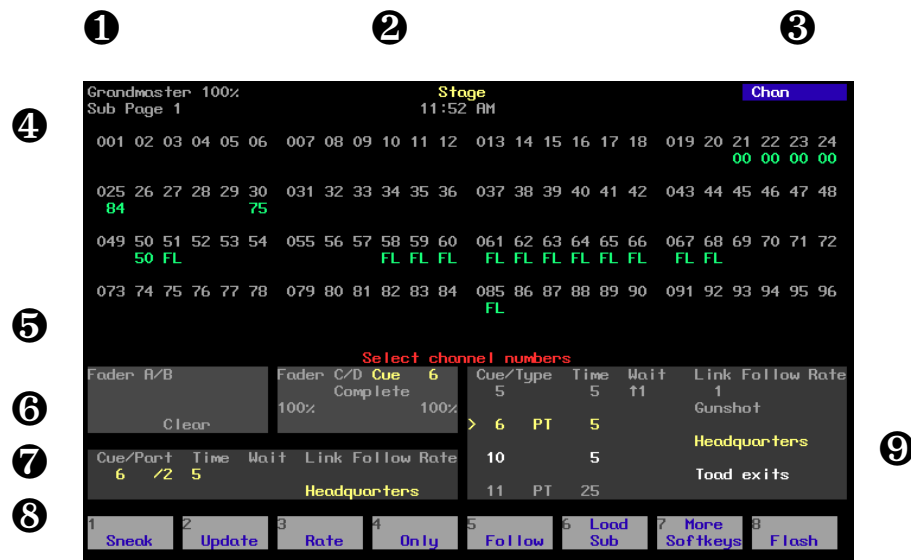 ❶ ❷ ❸
Grandmaster 100% Stage Chan
Sub Page 1 11:52 AM
❹
001 02 03 04 05 06 007 08 09 10 11 12 013 14 15 16 17 18 019 20 21 22 23 24
00 00 00 00
025 26 27 28 29 30 031 32 33 34 35 36 037 38 39 40 41 42 043 44 45 46 47 48
84 75
049 50 51 52 53 54 055 56 57 58 59 60 061 62 63 64 65 66 067 68 69 70 71 72
50 FL FL FL FL FL FL FL FL FL FL FL FL
073 74 75 76 77 78 079 80 81 82 83 84 085 86 87 88 89 90 091 92 93 94 95 96
FL
❺
Select channel numbers
Fader A/B
Clear
Fader C/D Cue 6
Complete
100% 100%
❻
Cue/Part Time Wait Link Follow Rate
6 /2 5
Headquarters
❼
Cue/Type Time Wait Link Follow Rate
5 5 ↑1 1
Gunshot
> 6 PT 5
Headquarters
10 5
Toad exits
11 PT 25
❾
❽
1 Sneak
2 Update
3 Rate
4 Only
5 Follow
6 Load Sub
7 More Softkeys
8 Flash